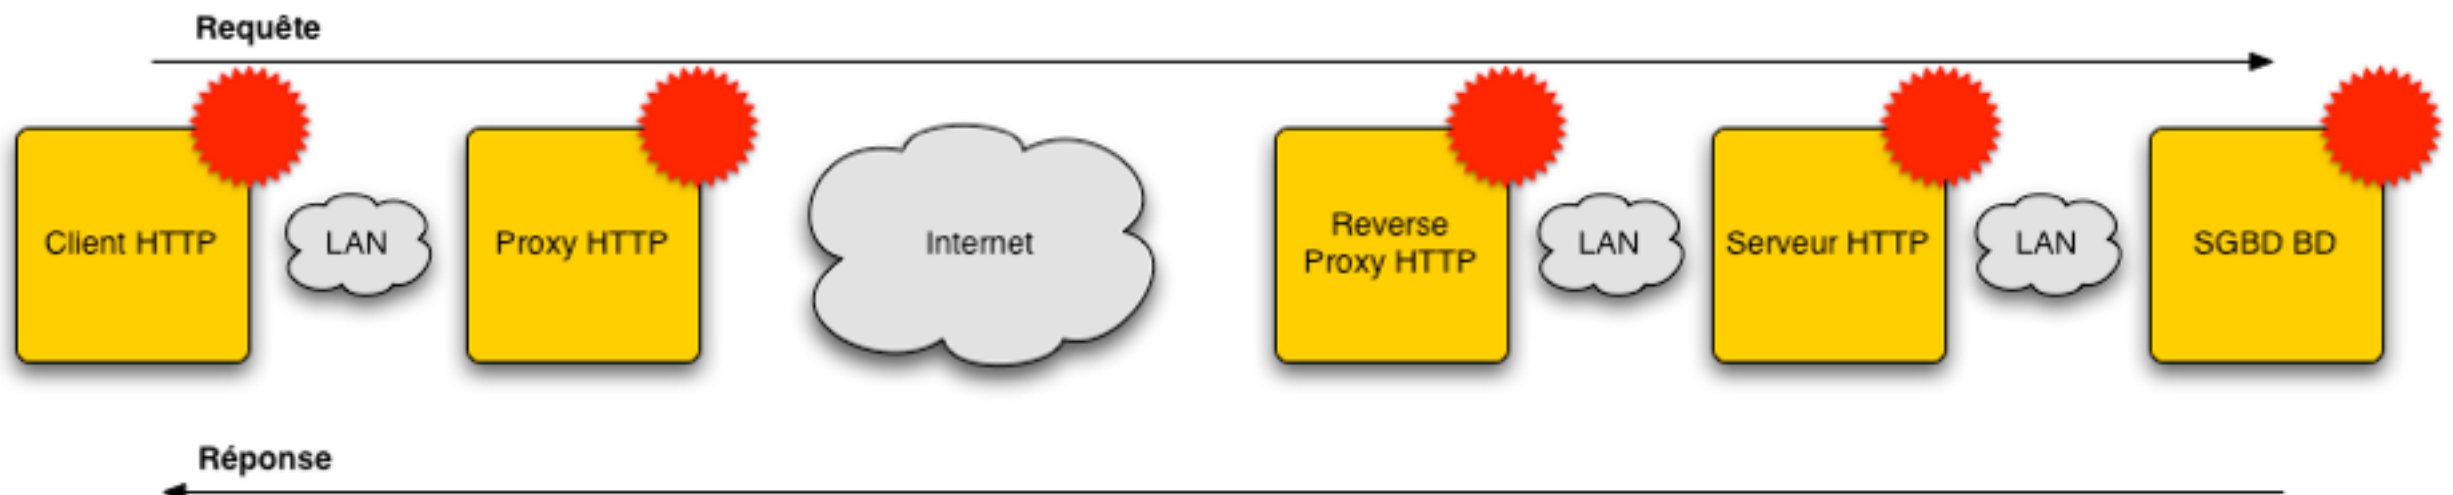 Requête
Client HTTP
LAN
Proxy HTTP
Internet
Reverse
Proxy HTTP
LAN
Serveur HTTP
LAN
SGBD BD
Réponse